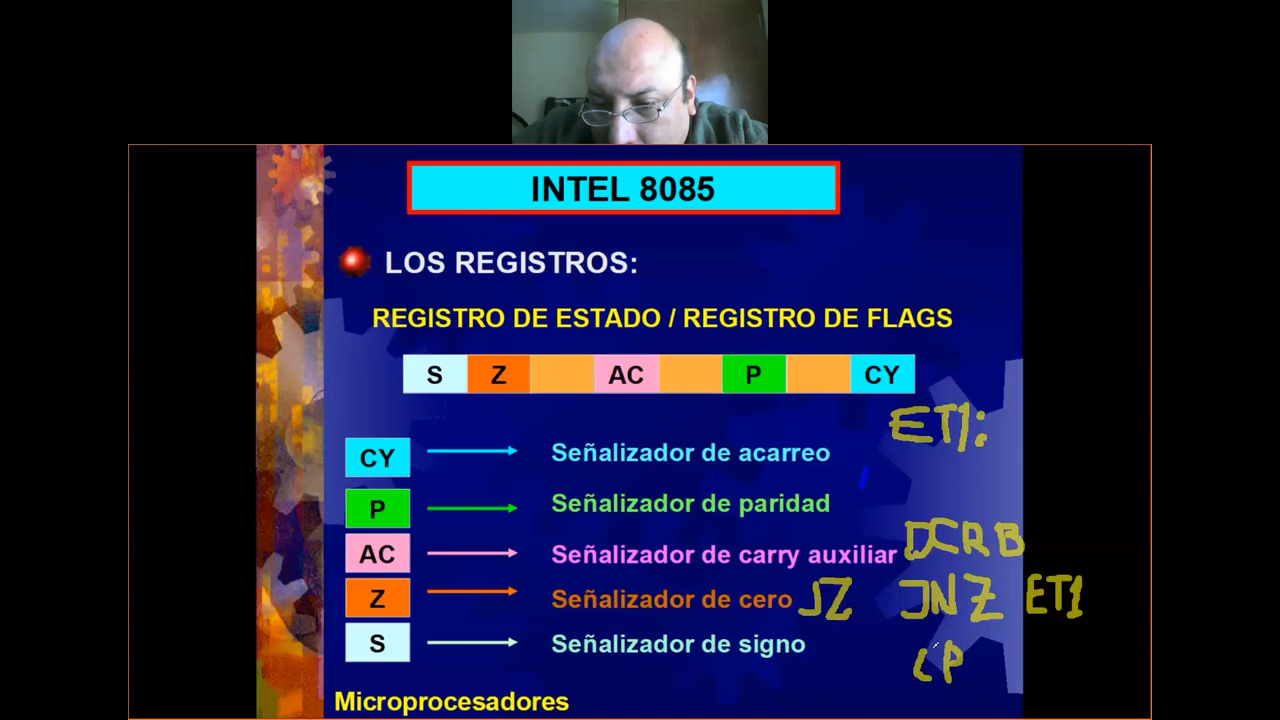 INTEL 8085
LOS REGISTROS:
REGISTRO DE ESTADO / REGISTRO DE FLAGS
S Z AC P CY
ET1:
CY Señalizador de acarreo
P Señalizador de paridad
AC Señalizador de carry auxiliar DCR B
Z Señalizador de cero JZ JNZ ET1
S Señalizador de signo CP
Microprocesadores